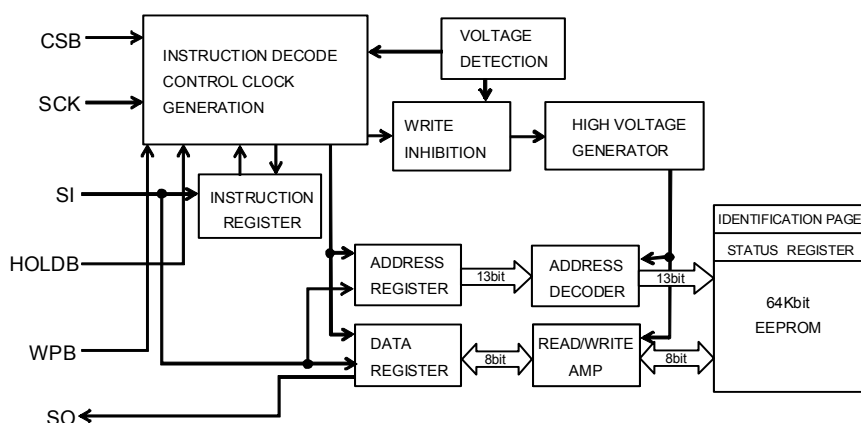 CSB
SCK
SI
HOLDB
WPB
SO
INSTRUCTION DECODE
CONTROL CLOCK
GENERATION
VOLTAGE
DETECTION
WRITE
INHIBITION
HIGH VOLTAGE
GENERATOR
INSTRUCTION
REGISTER
ADDRESS
REGISTER
13bit
ADDRESS
DECODER
13bit
DATA
REGISTER
8bit
READ/WRITE
AMP
8bit
IDENTIFICATION PAGE
STATUS REGISTER
64Kbit
EEPROM